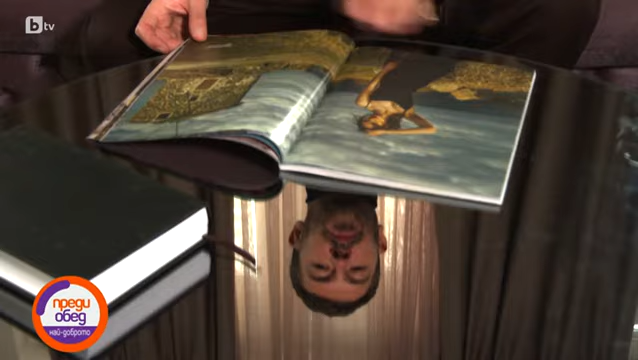 btv
преди
обед
най-доброто